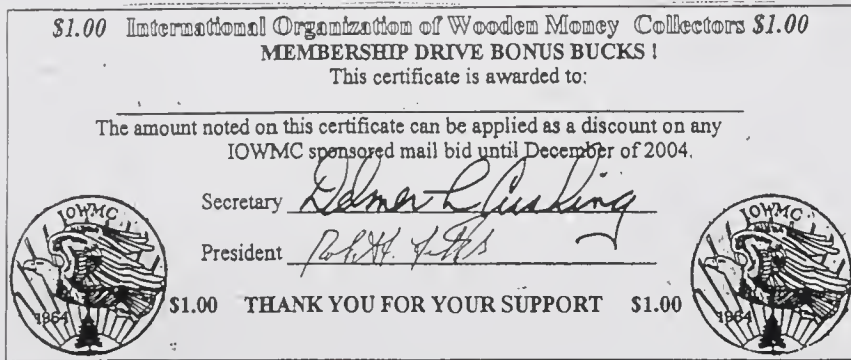 $1.00 International Organization of Wooden Money Collectors $1.00
MEMBERSHIP DRIVE BONUS BUCKS !
This certificate is awarded to:
The amount noted on this certificate can be applied as a discount on any
IOWMC sponsored mail bid until December of 2004.
Secretary Delmer L Cushing
President
IOWMC
1964
IOWMC
1964
$1.00 THANK YOU FOR YOUR SUPPORT $1.00